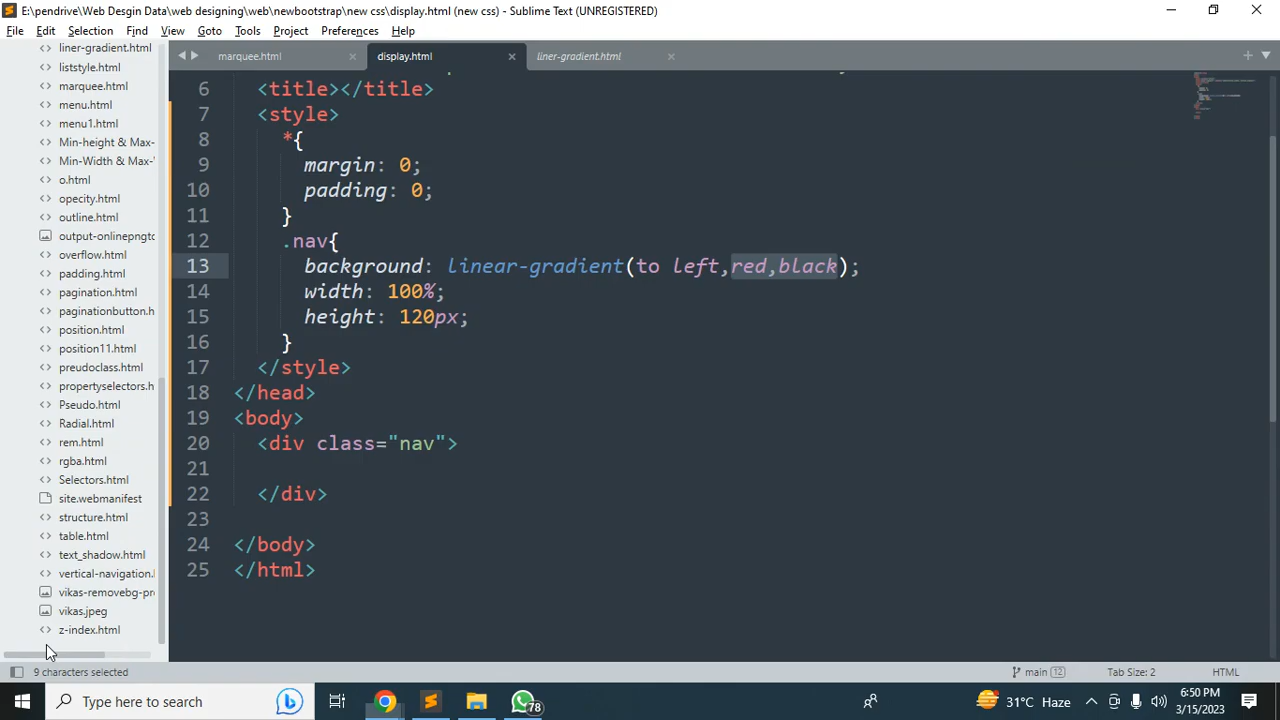 E:\pendrive\Web Desgin Data\web designing\web\newbootstrap\new css\display.html (new css) - Sublime Text (UNREGISTERED)
File Edit Selection Find View Goto Tools Project Preferences Help
marquee.html
display.html
liner-gradient.html
liner-gradient.html
liststyle.html
marquee.html
menu.html
menu1.html
Min-height & Max-
Min-Width & Max-
o.html
opecity.html
outline.html
output-onlinepngto
overflow.html
padding.html
pagination.html
paginationbutton.h
position.html
position11.html
preudoclass.html
propertyselectors.h
Pseudo.html
Radial.html
rem.html
rgba.html
Selectors.html
site.webmanifest
structure.html
table.html
text_shadow.html
vertical-navigation.
vikas-removebg-pr
vikas.jpeg
z-index.html
6 <title></title>
7 <style>
8 *{
9 margin: 0;
10 padding: 0;
11 }
12 .nav{
13 background: linear-gradient(to left,red,black);
14 width: 100%;
15 height: 120px;
16 }
17 </style>
18 </head>
19 <body>
20 <div class="nav">
21
22 </div>
23
24 </body>
25 </html>
9 characters selected
main 12
Tab Size: 2
HTML
Type here to search
78
31°C Haze
6:50 PM
3/15/2023